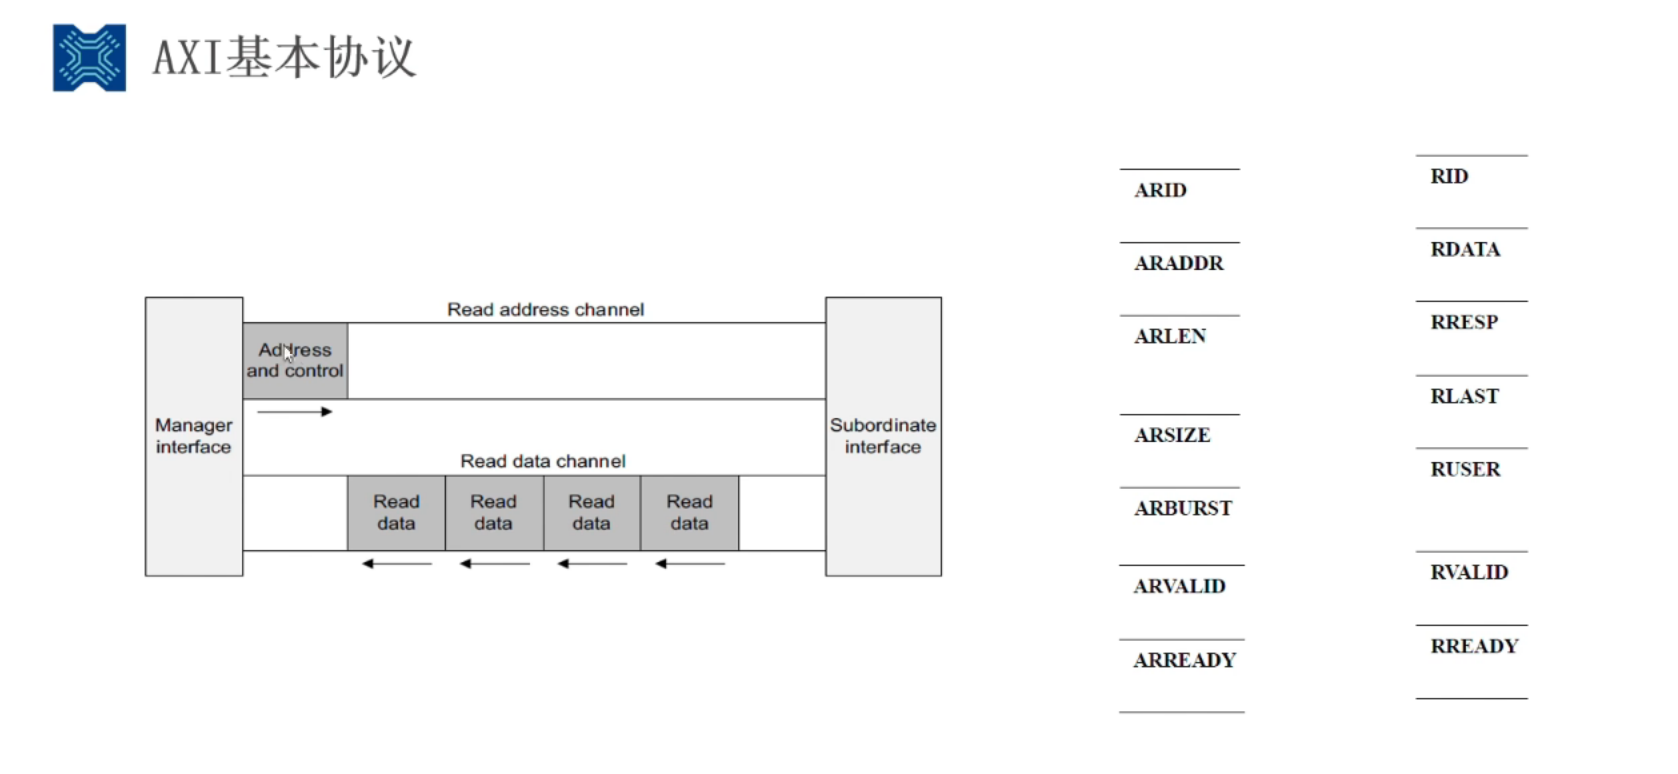 AXI基本协议
Read address channel
Address
and control
Manager
interface
Subordinate
interface
Read data channel
Read
data
Read
data
Read
data
Read
data
ARID
ARADDR
ARLEN
ARSIZE
ARBURST
ARVALID
ARREADY
RID
RDATA
RRESP
RLAST
RUSER
RVALID
RREADY